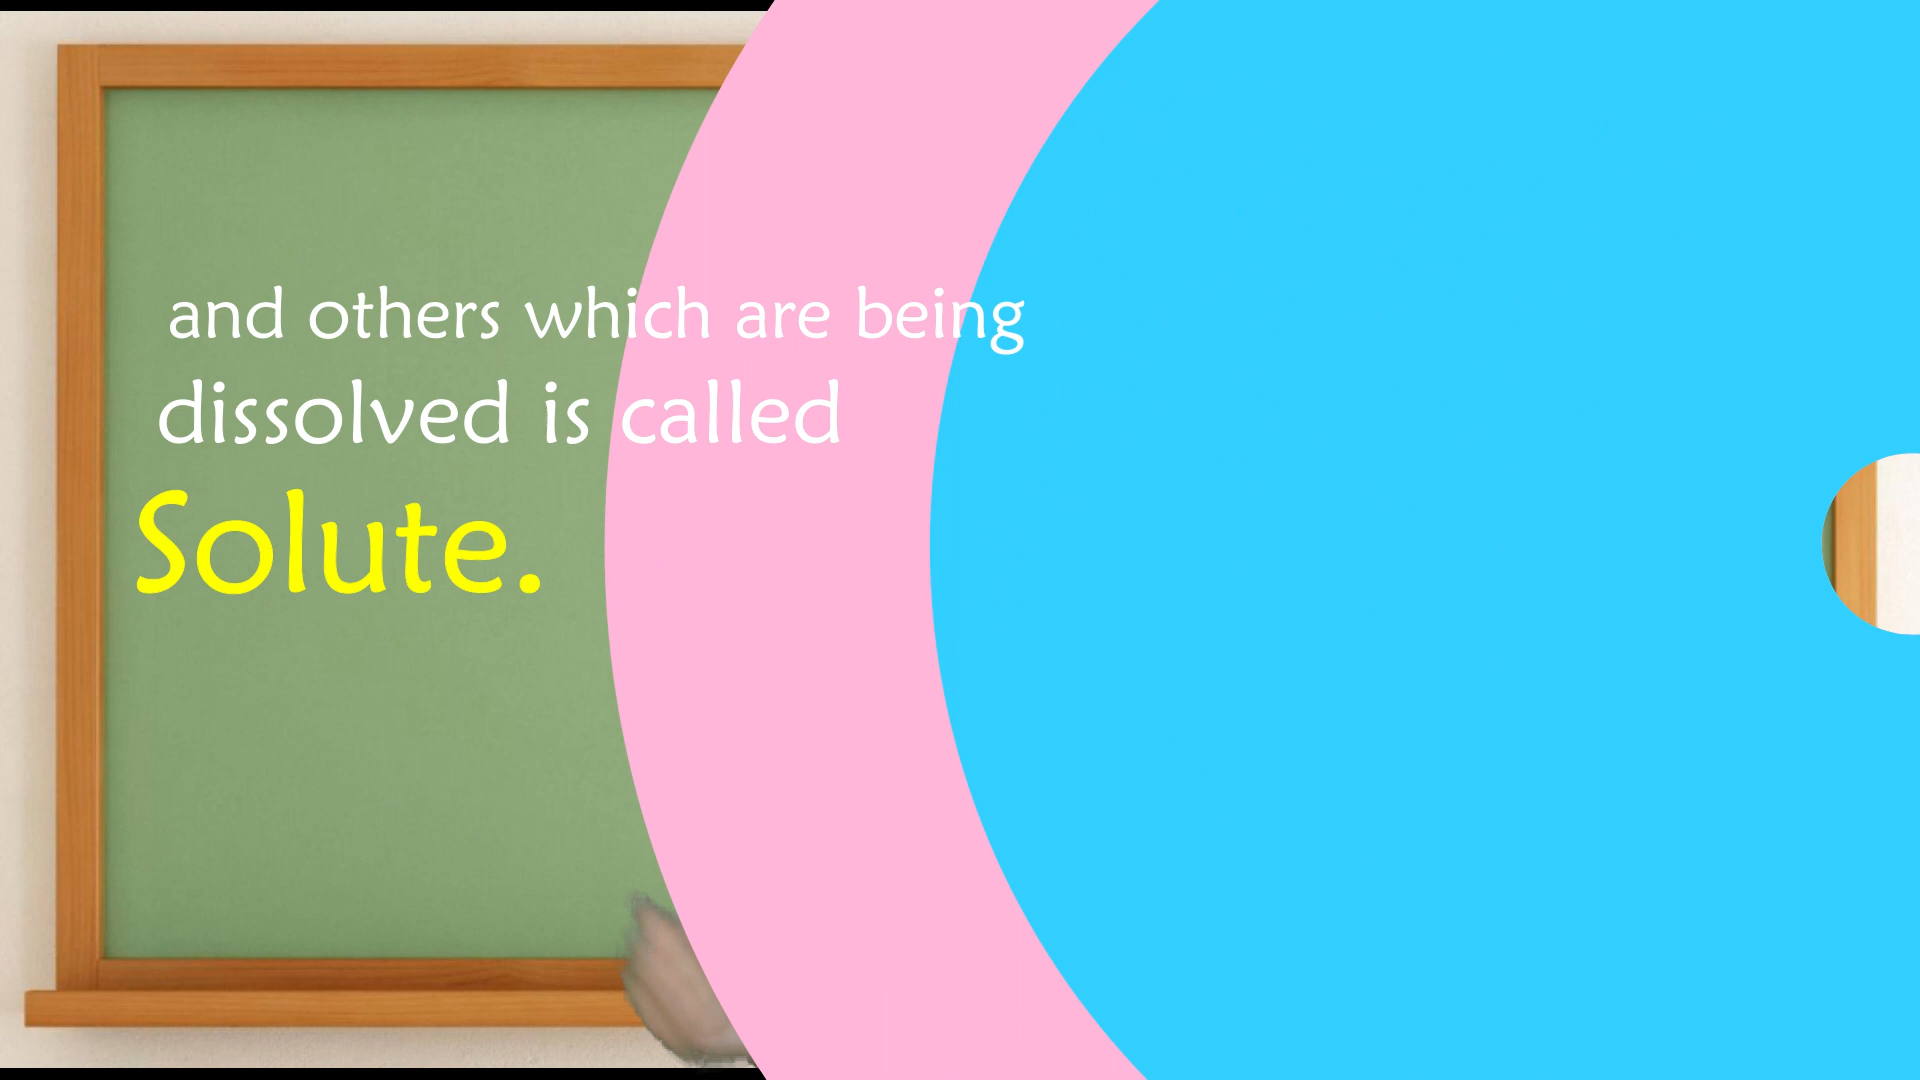 and others which are being
dissolved is called
Solute.